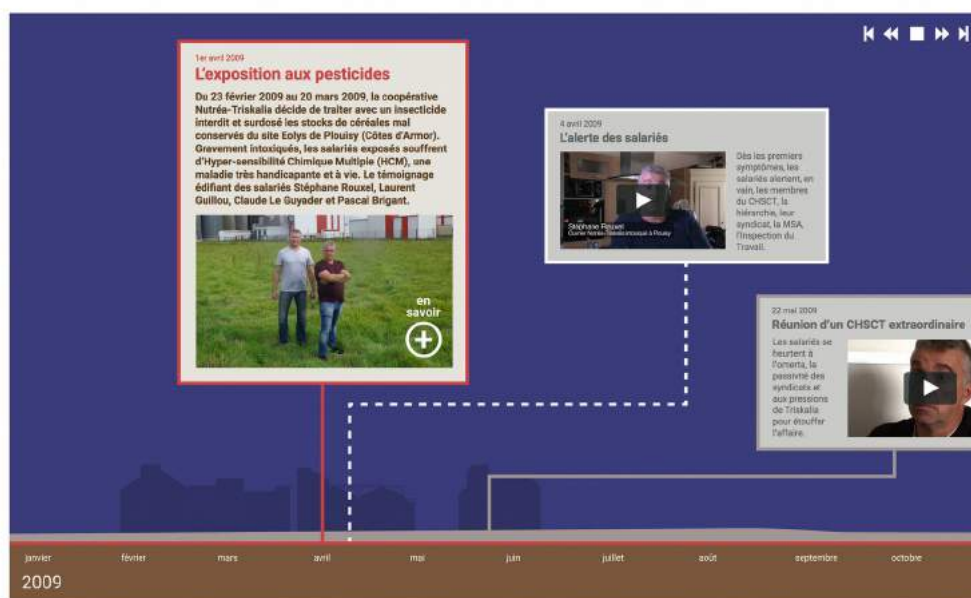 1er avril 2009
L'exposition aux pesticides
Du 23 février 2009 au 20 mars 2009, la coopérative
Nutréa-Triskalia décide de traiter avec un insecticide
interdit et surdosé les stocks de céréales mal
conservés du site Eolys de Plouisy (Côtes d'Armor).
Gravement intoxiqués, les salariés exposés souffrent
d'Hyper-sensibilité Chimique Multiple (HCM), une
maladie très handicapante et à vie. Le témoignage
édifiant des salariés Stéphane Rouxel, Laurent
Guillou, Claude Le Guyader et Pascal Brigant.
en
savoir
4 avril 2009
L'alerte des salariés
Stéphane Rouxel
Ouvrier Nutréa-Triskalia intoxiqué à Plouisy
Dès les premiers
symptômes, les
salariés alertent, en
vain, les membres
du CHSCT, la
hiérarchie, leur
syndicat, la MSA,
l'Inspection du
Travail.
22 mai 2009
Réunion d'un CHSCT extraordinaire
Les salariés se
heurtent à
l'omerta, la
passivité des
syndicats et
aux pressions
de Triskalia
pour étouffer
l'affaire.
janvier
février
mars
avril
mai
juin
juillet
août
septembre
octobre
2009